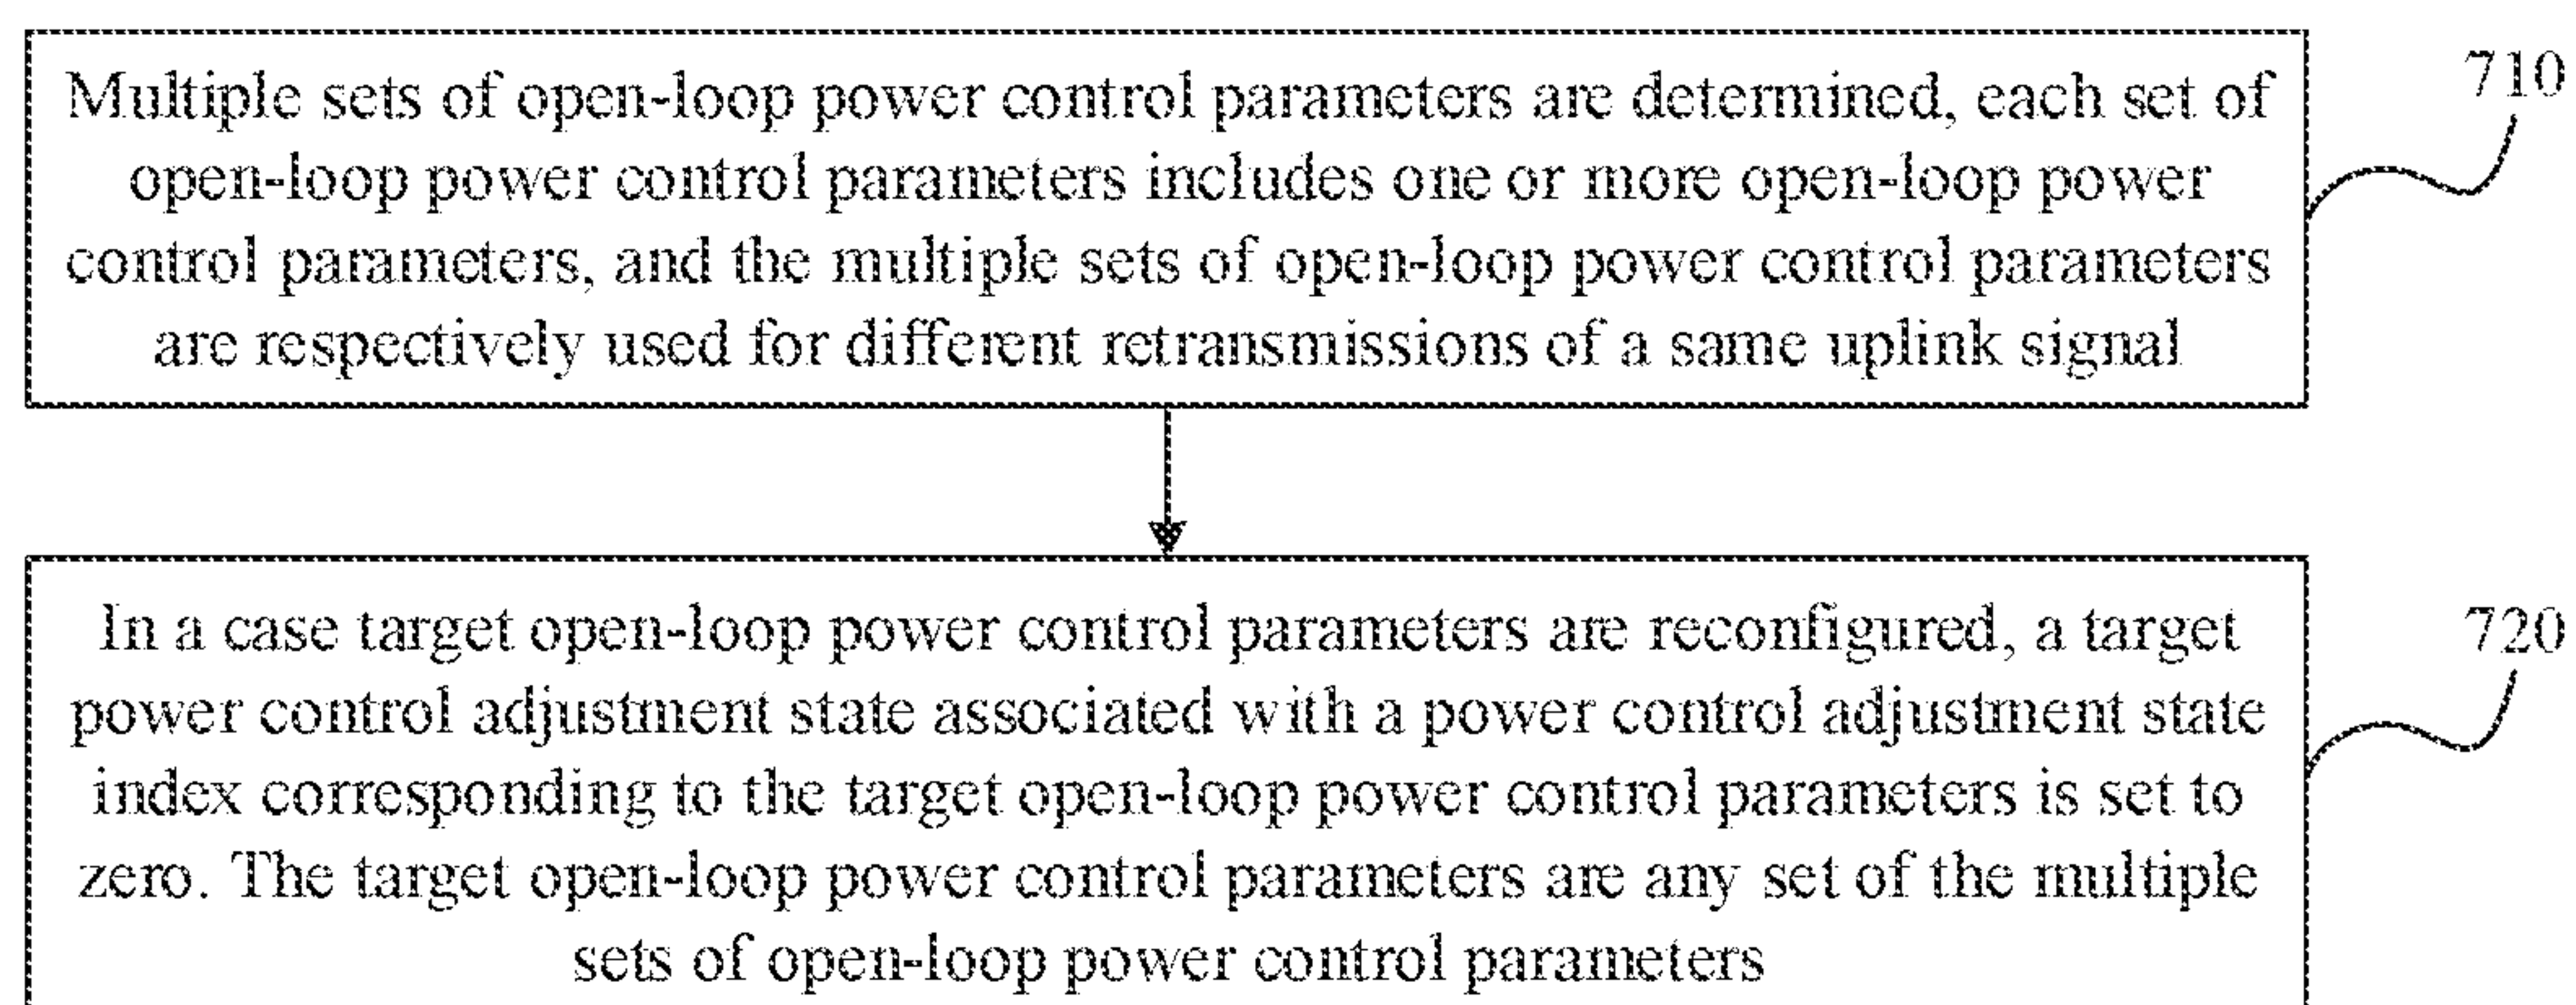 Multiple sets of open-loop power control parameters are determined, each set of
open-loop power control parameters includes one or more open-loop power
control parameters, and the multiple sets of open-loop power control parameters
are respectively used for different retransmissions of a same uplink signal
710
In a case target open-loop power control parameters are reconfigured, a target
power control adjustment state associated with a power control adjustment state
index corresponding to the target open-loop power control parameters is set to
zero. The target open-loop power control parameters are any set of the multiple
sets of open-loop power control parameters
720